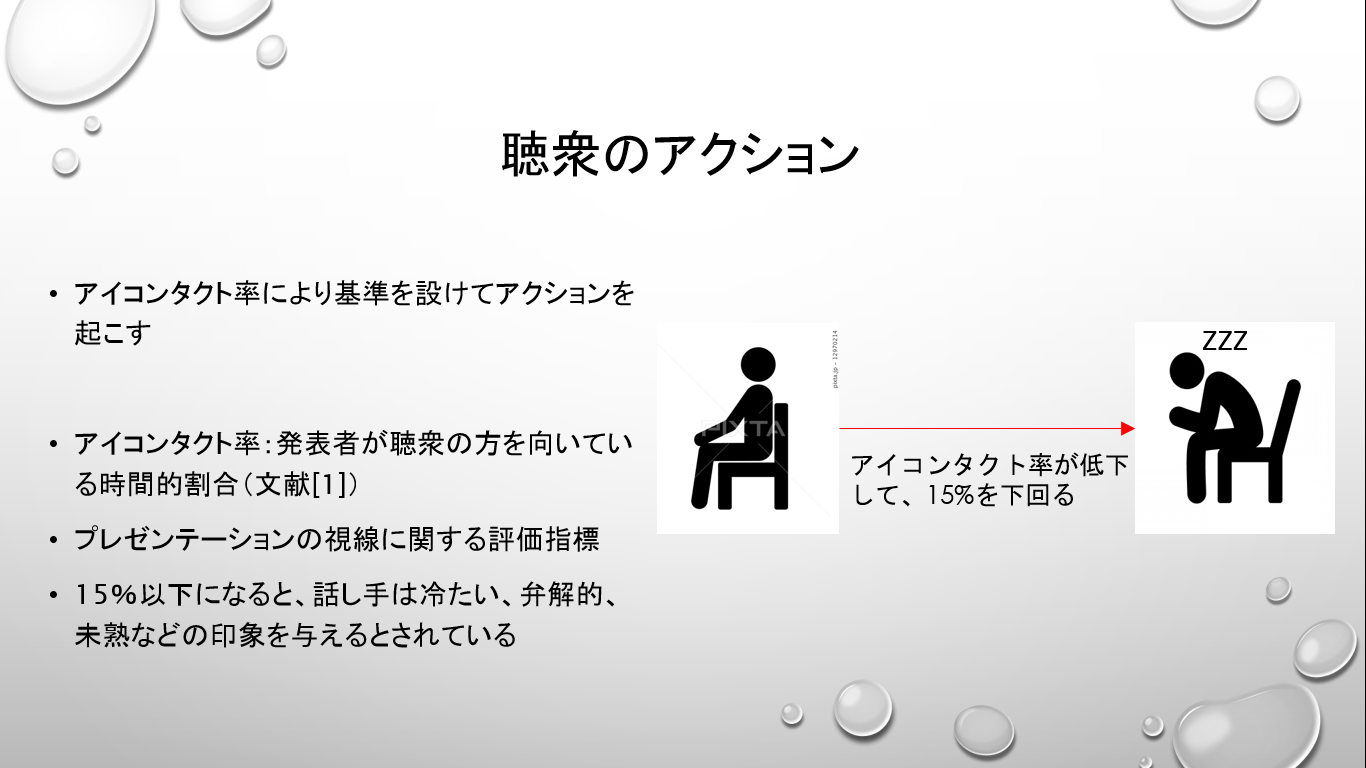 聴衆のアクション
• アイコンタクト率により基準を設けてアクションを
起こす
• アイコンタクト率：発表者が聴衆の方を向いてい
る時間的割合（文献[1]）
• プレゼンテーションの視線に関する評価指標
• 15%以下になると、話し手は冷たい、弁解的、
未熟などの印象を与えるとされている
pixta.jp - 12970214
PIXTA
アイコンタクト率が低下
して、15%を下回る
ZZZ